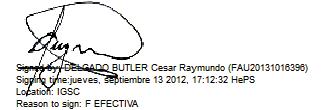 Signed by: DELGADO BUTLER Cesar Raymundo (FAU20131016396)
Signing time:jueves, septiembre 13 2012, 17:12:32 HePS
Location: IGSC
Reason to sign: F EFECTIVA